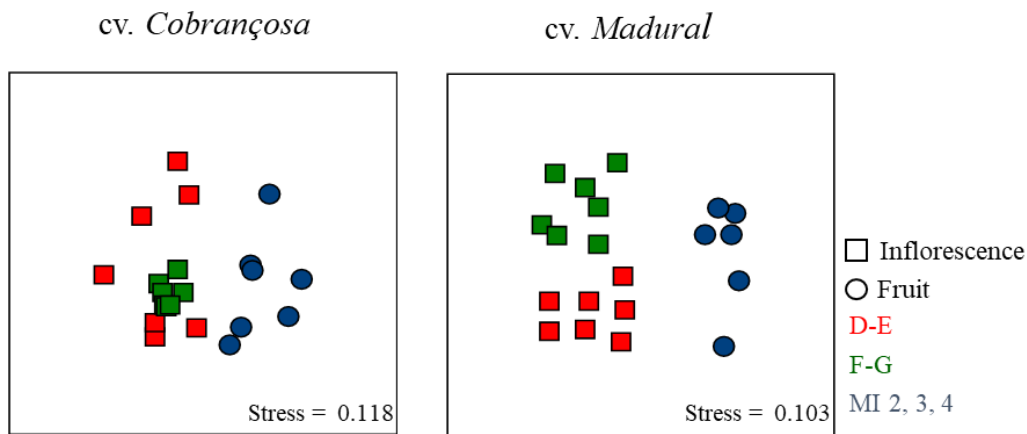 cv. Cobrançosa
cv. Madural
Stress = 0.118
Stress = 0.103
Inflorescence
Fruit
D-E
F-G
MI 2, 3, 4